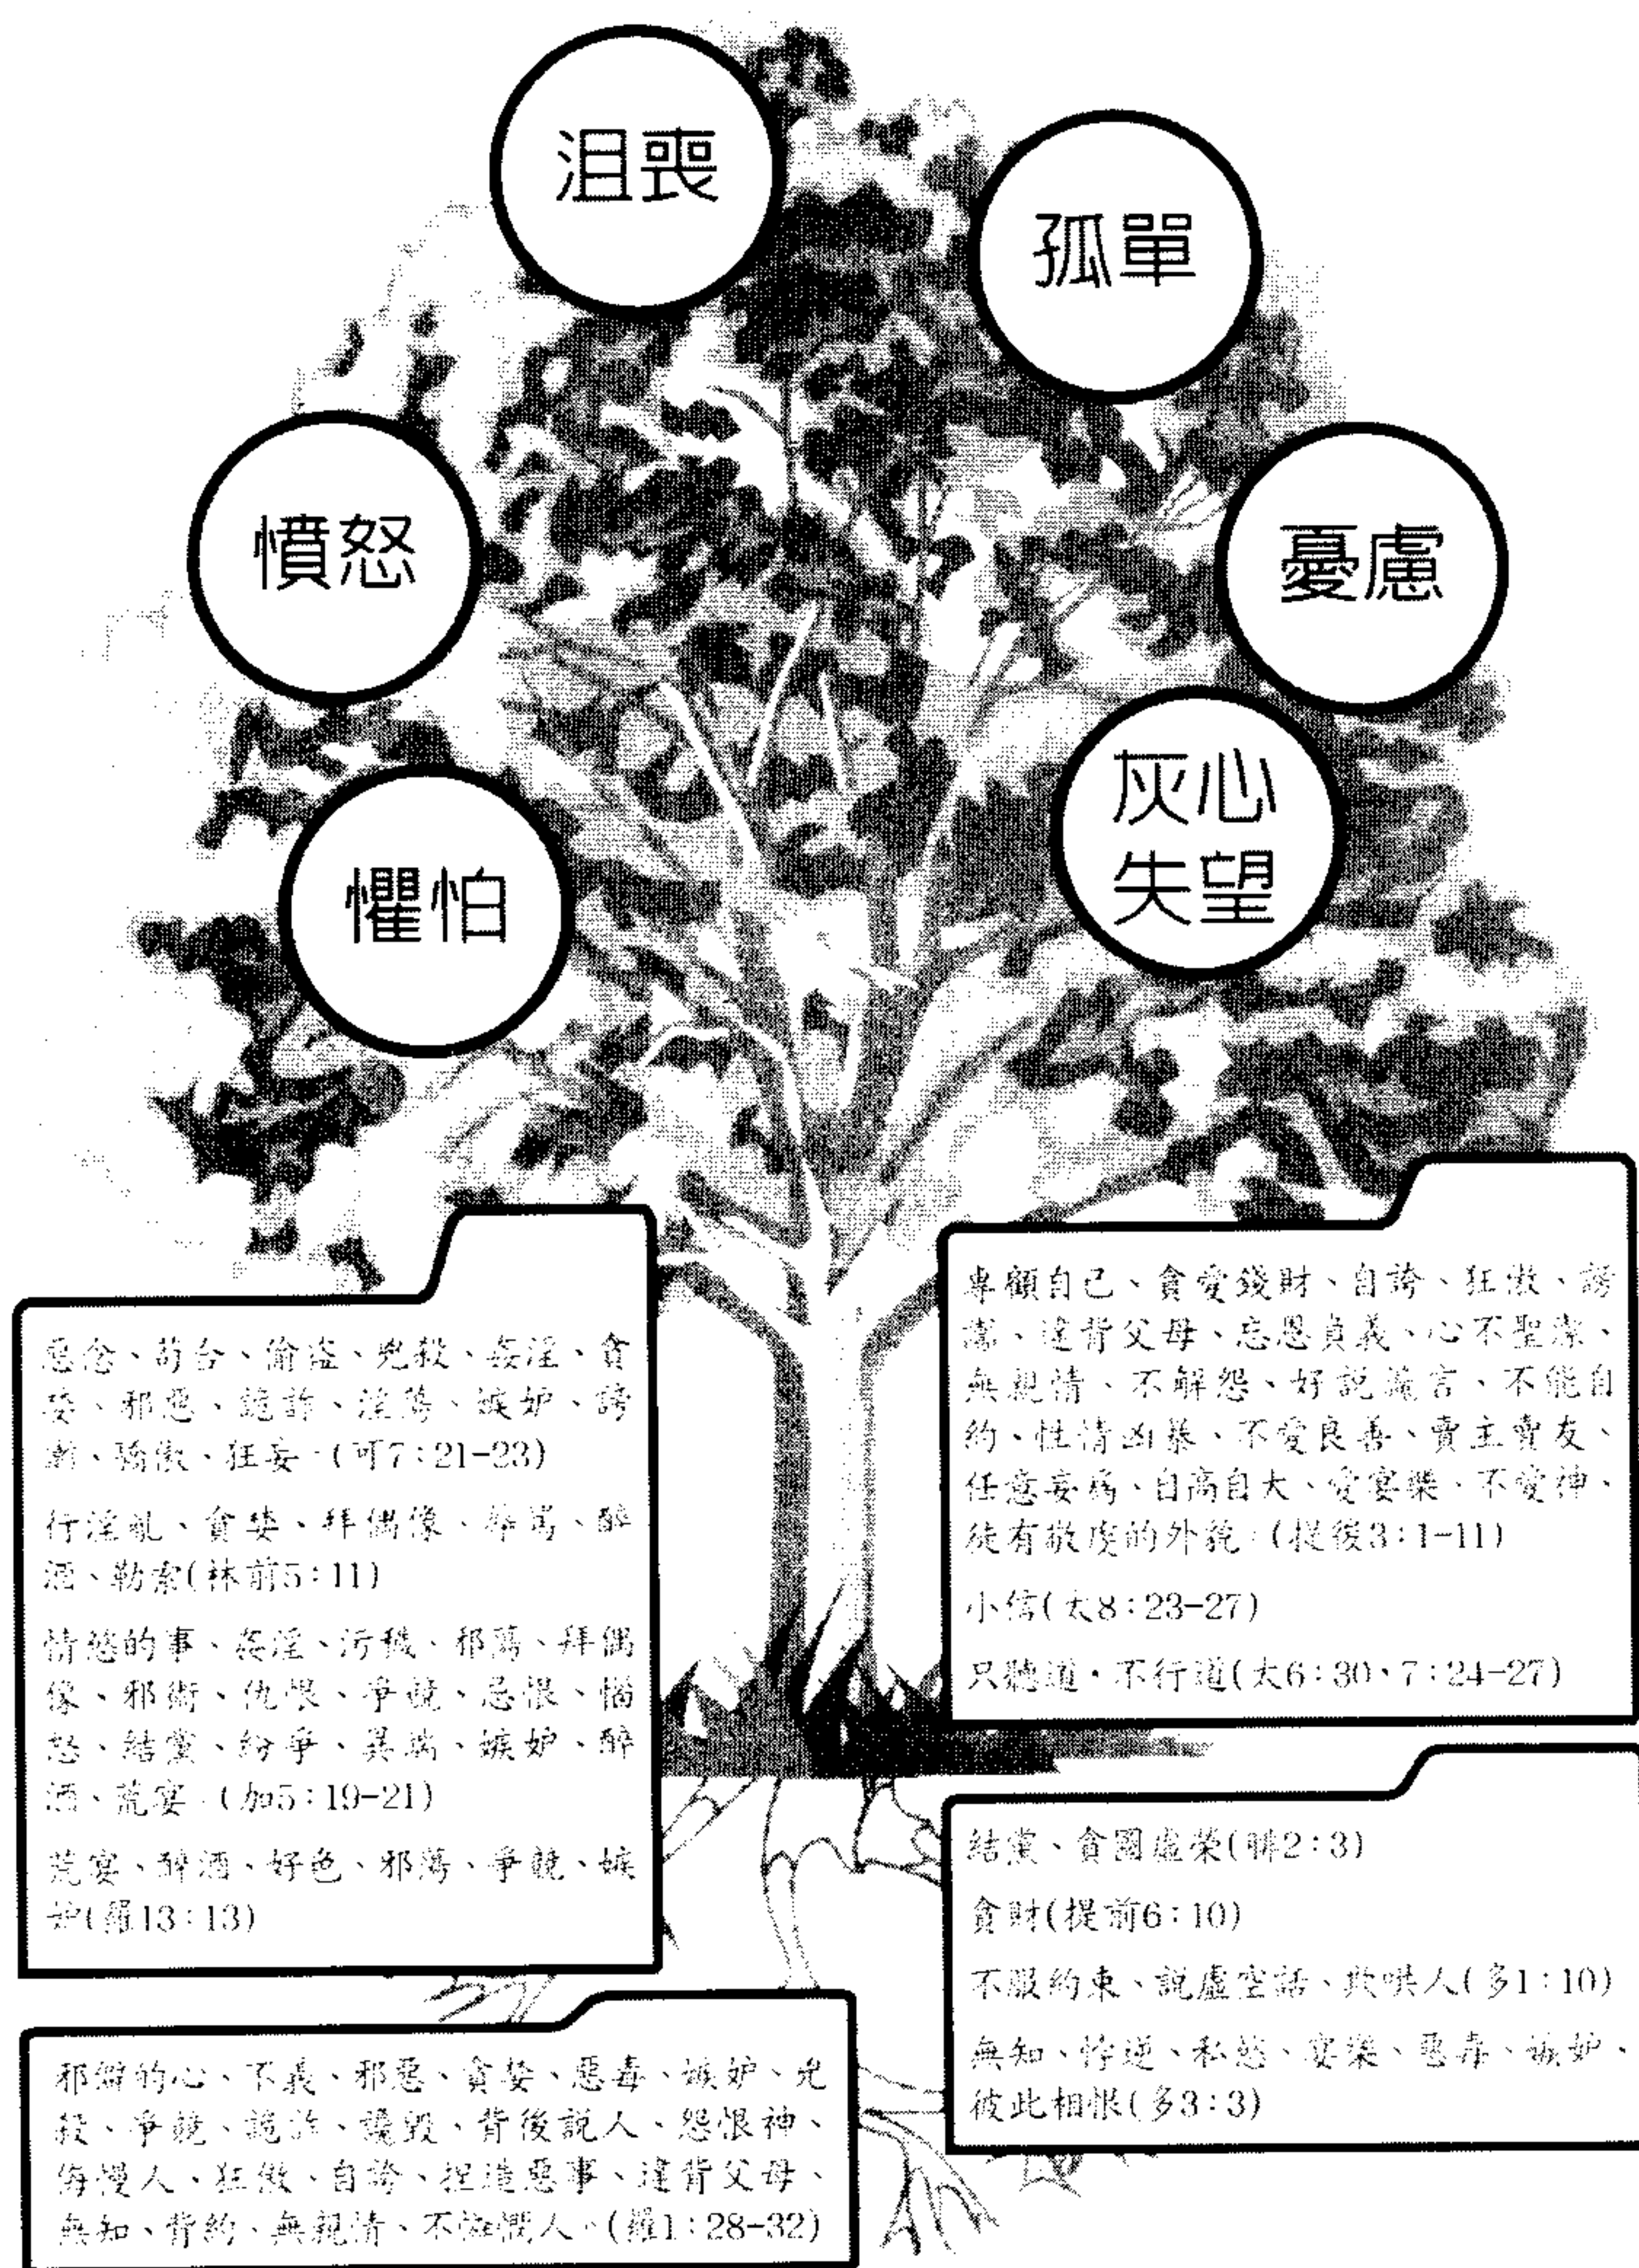 沮喪
孤單
憤怒
憂慮
灰心
失望
懼怕
惡念、苟合、偷盜、兇殺、姦淫、貪
婪、邪惡、詭詐、淫蕩、嫉妒、謗
瀆、驕傲、狂妄。(可7:21-23)
行淫亂、貪婪、拜偶像、辱罵、醉
酒、勒索(林前5:11)
情慾的事、姦淫、污穢、邪蕩、拜偶
像、邪術、仇恨、爭競、忌恨、惱
怒、結黨、紛爭、異端、嫉妒、醉
酒、荒宴。(加5:19-21)
荒宴、醉酒、好色、邪蕩、爭競、嫉
妒(羅13:13)
邪僻的心、不義、邪惡、貪婪、惡毒、嫉妒、兇
殺、爭競、詭詐、讒毀、背後說人、怨恨神、
侮慢人、狂傲、自誇、捏造惡事、違背父母、
無知、背約、無親情、不憐憫人。(羅1:28-32)
專顧自己、貪愛錢財、自誇、狂傲、謗
瀆、違背父母、忘恩負義、心不聖潔、
無親情、不解怨、好說讒言、不能自
約、性情凶暴、不愛良善、賣主賣友、
任意妄為、自高自大、愛宴樂、不愛神、
徒有敬虔的外貌。(提後3:1-11)
小信(太8:23-27)
只聽道,不行道(太6:30,7:24-27)
結黨、貪圖虛榮(腓2:3)
貪財(提前6:10)
不服約束、說虛空話、欺哄人(多1:10)
無知、悖逆、私慾、宴樂、惡毒、嫉妒、
彼此相恨(多3:3)